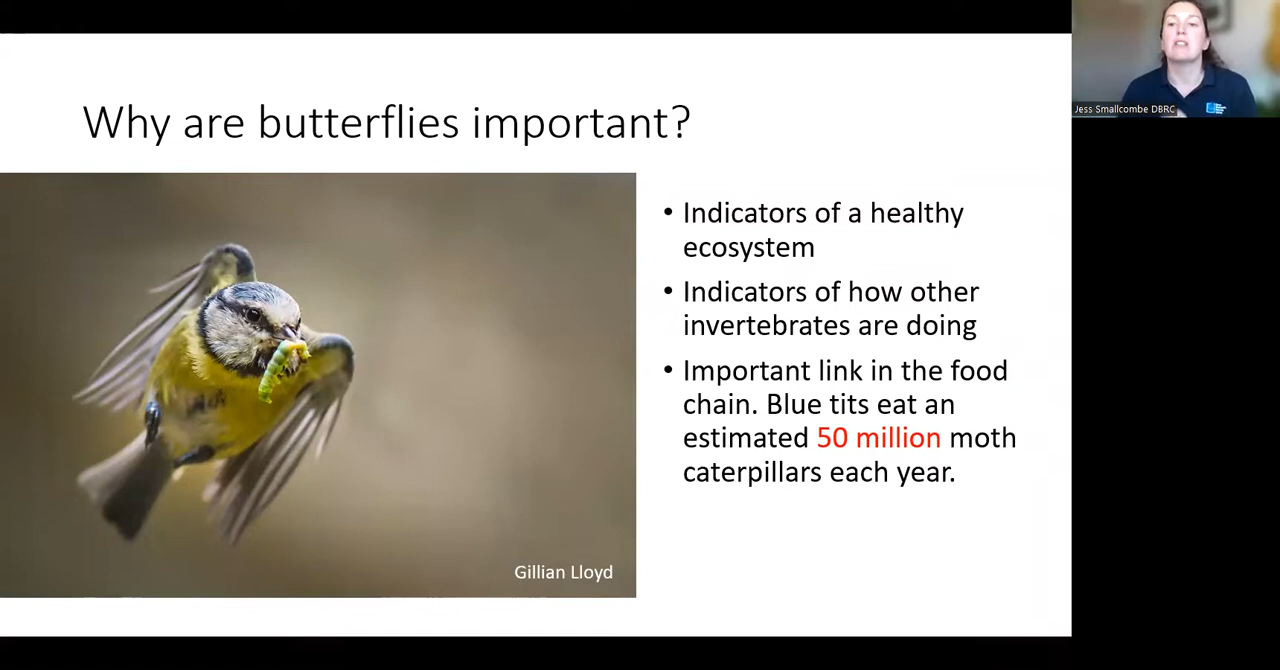 Why are butterflies important?
• Indicators of a healthy
ecosystem
• Indicators of how other
invertebrates are doing
• Important link in the food
chain. Blue tits eat an
estimated 50 million moth
caterpillars each year.
Gillian Lloyd
Jess Smallcombe DBRC